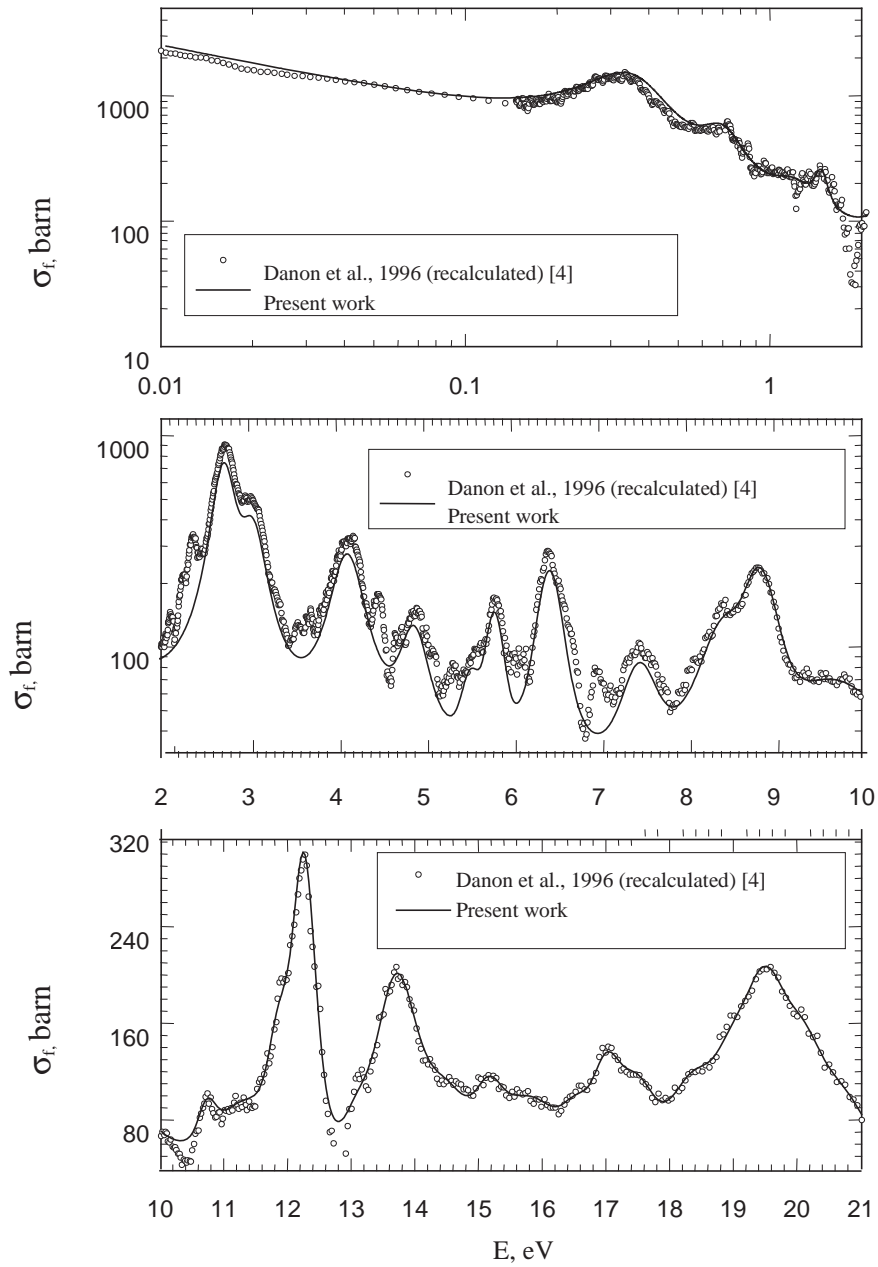 1000
100
10
σf, barn
Danon et al., 1996 (recalculated) [4]
Present work
0.01 0.1 1
1000
100
σf, barn
Danon et al., 1996 (recalculated) [4]
Present work
2 3 4 5 6 7 8 9 10
320
240
160
80
σf, barn
Danon et al., 1996 (recalculated) [4]
Present work
10 11 12 13 14 15 16 17 18 19 20 21
E, eV